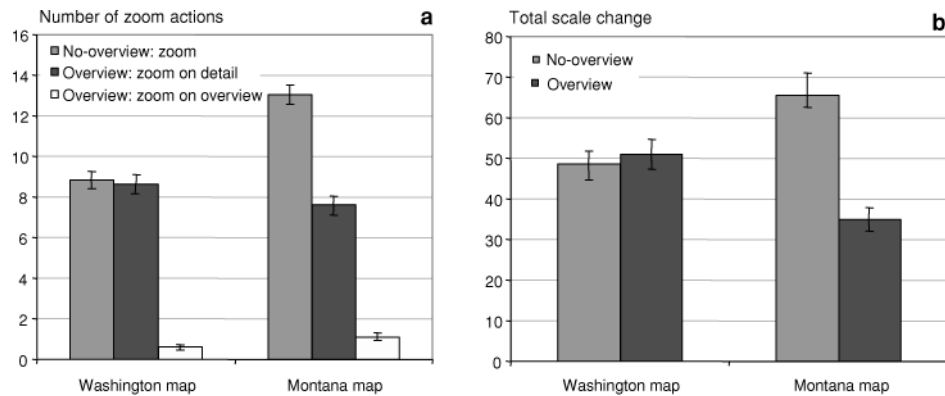 Number of zoom actions
a
16
14
12
10
8
6
4
2
0
No-overview: zoom
Overview: zoom on detail
Overview: zoom on overview
Washington map
Montana map
Total scale change
b
80
70
60
50
40
30
20
10
0
No-overview
Overview
Washington map
Montana map